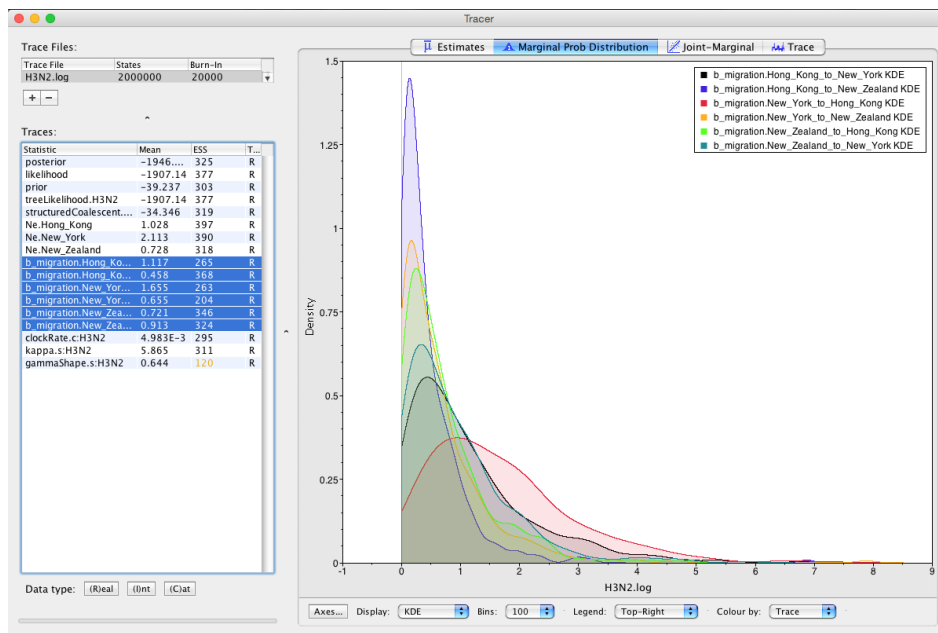 Tracer
Trace Files:
Trace File States Burn-In
H3N2.log 2000000 20000
+ −
Traces:
Statistic Mean ESS T...
posterior -1946.... 325 R
likelihood -1907.14 377 R
prior -39.237 303 R
treeLikelihood.H3N2 -1907.14 377 R
structuredCoalescent.... -34.346 319 R
Ne.Hong_Kong 1.028 397 R
Ne.New_York 2.113 390 R
Ne.New_Zealand 0.728 318 R
b_migration.Hong_Ko... 1.117 265 R
b_migration.Hong_Ko... 0.458 368 R
b_migration.New_Yor... 1.655 263 R
b_migration.New_Yor... 0.655 204 R
b_migration.New_Zea... 0.721 346 R
b_migration.New_Zea... 0.913 324 R
clockRate.c:H3N2 4.983E-3 295 R
kappa.s:H3N2 5.865 311 R
gammaShape.s:H3N2 0.644 120 R
Data type: (R)eal (I)nt (C)at
μ Estimates Marginal Prob Distribution Joint-Marginal Trace
b_migration.Hong_Kong_to_New_York KDE
b_migration.Hong_Kong_to_New_Zealand KDE
b_migration.New_York_to_Hong_Kong KDE
b_migration.New_York_to_New_Zealand KDE
b_migration.New_Zealand_to_Hong_Kong KDE
b_migration.New_Zealand_to_New_York KDE
1.5
1.25
1
0.75
0.5
0.25
0
Density
-1 0 1 2 3 4 5 6 7 8 9
H3N2.log
Axes... Display: KDE Bins: 100 Legend: Top-Right Colour by: Trace